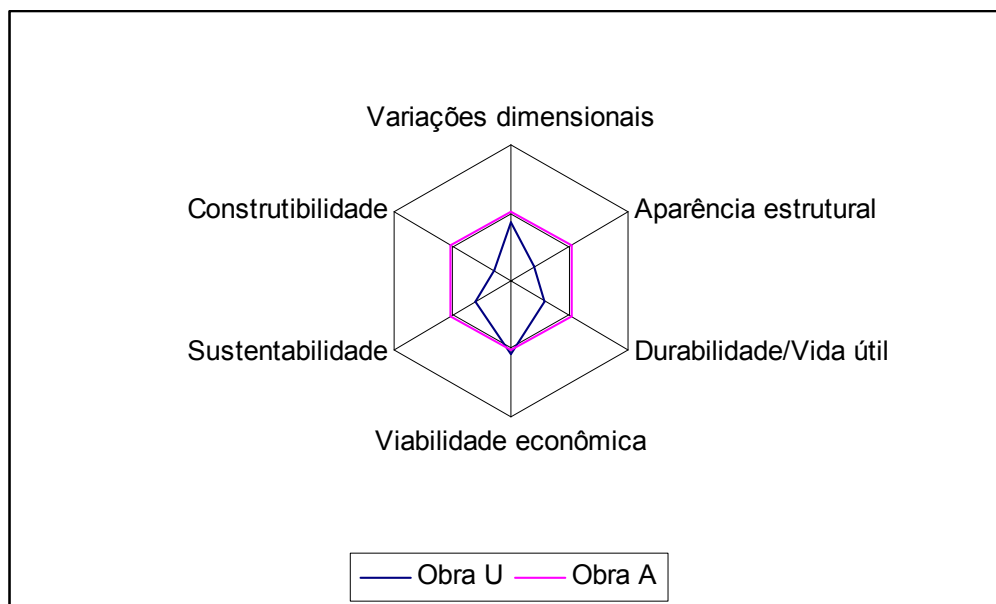 Variações dimensionais
Construtibilidade
Aparência estrutural
Sustentabilidade
Durabilidade/Vida útil
Viabilidade econômica
Obra U
Obra A